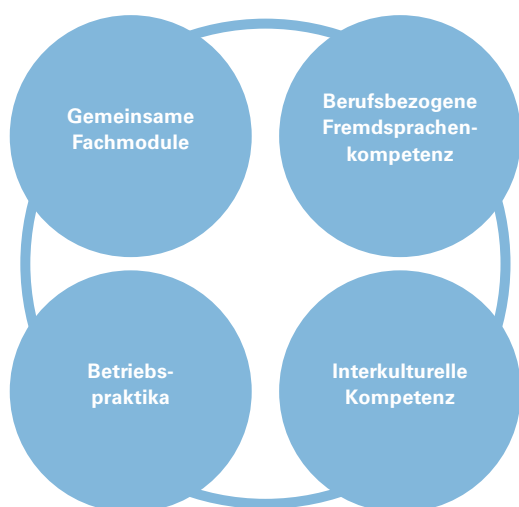 Gemeinsame
Fachmodule
Berufsbezogene
Fremdsprachen-
kompetenz
Betriebs-
praktika
Interkulturelle
Kompetenz